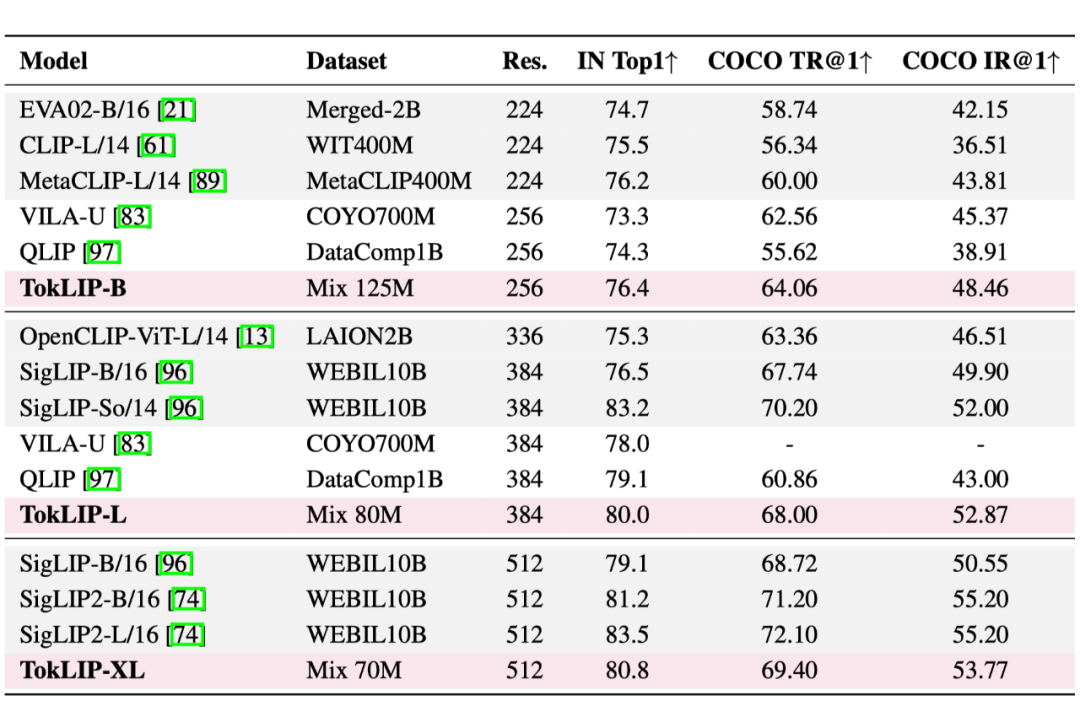 Model Dataset Res. IN Top1↑ COCO TR@1↑ COCO IR@1↑
EVA02-B/16 [21] Merged-2B 224 74.7 58.74 42.15
CLIP-L/14 [61] WIT400M 224 75.5 56.34 36.51
MetaCLIP-L/14 [89] MetaCLIP400M 224 76.2 60.00 43.81
VILA-U [83] COYO700M 256 73.3 62.56 45.37
QLIP [97] DataComp1B 256 74.3 55.62 38.91
TokLIP-B Mix 125M 256 76.4 64.06 48.46
OpenCLIP-ViT-L/14 [13] LAION2B 336 75.3 63.36 46.51
SigLIP-B/16 [96] WEBIL10B 384 76.5 67.74 49.90
SigLIP-So/14 [96] WEBIL10B 384 83.2 70.20 52.00
VILA-U [83] COYO700M 384 78.0 - -
QLIP [97] DataComp1B 384 79.1 60.86 43.00
TokLIP-L Mix 80M 384 80.0 68.00 52.87
SigLIP-B/16 [96] WEBIL10B 512 79.1 68.72 50.55
SigLIP2-B/16 [74] WEBIL10B 512 81.2 71.20 55.20
SigLIP2-L/16 [74] WEBIL10B 512 83.5 72.10 55.20
TokLIP-XL Mix 70M 512 80.8 69.40 53.77